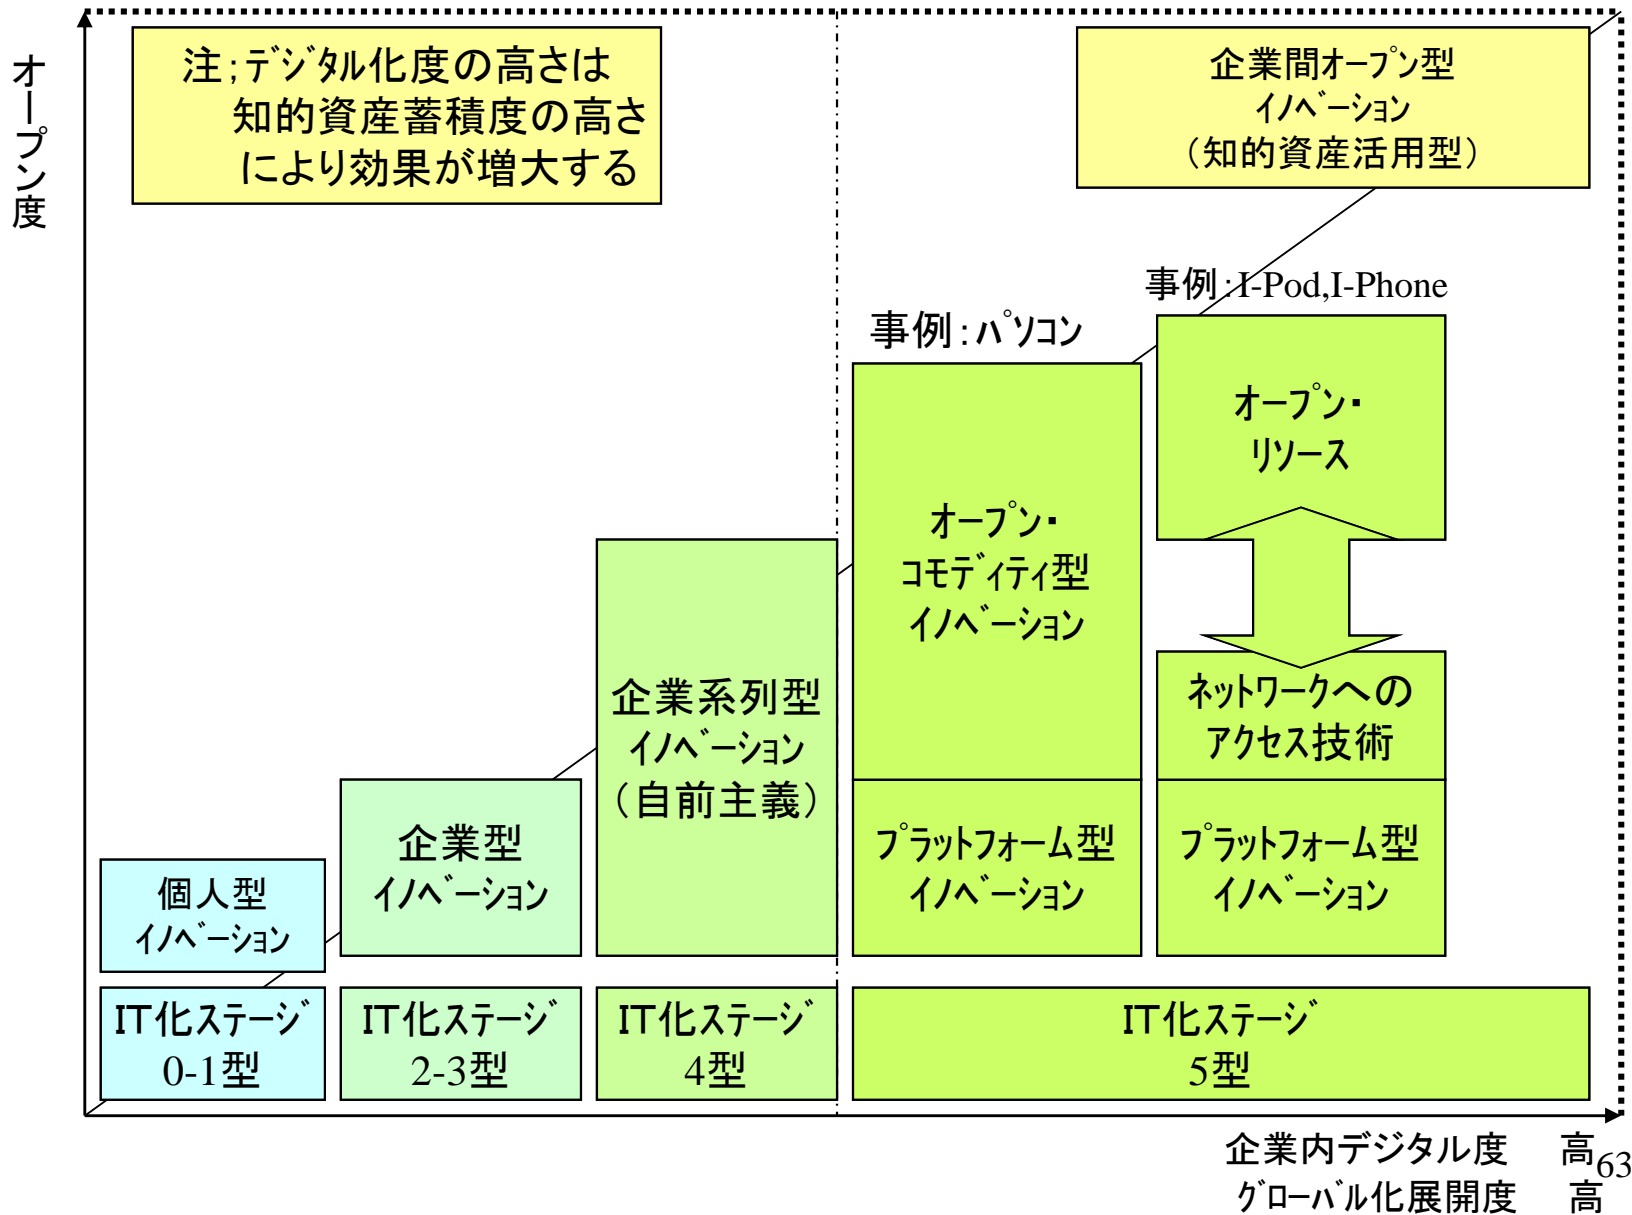 オープン度
注;デジタル化度の高さは
知的資産蓄積度の高さ
により効果が増大する
企業間オープン型
イノベーション
(知的資産活用型)
事例:I-Pod,I-Phone
事例:パソコン
オープン・
リソース
オープン・
コモディティ型
イノベーション
企業系列型
イノベーション
(自前主義)
ネットワークへの
アクセス技術
企業型
イノベーション
プラットフォーム型
イノベーション
プラットフォーム型
イノベーション
個人型
イノベーション
IT化ステージ
0-1型
IT化ステージ
2-3型
IT化ステージ
4型
IT化ステージ
5型
企業内デジタル度 高
グローバル化展開度 高
63